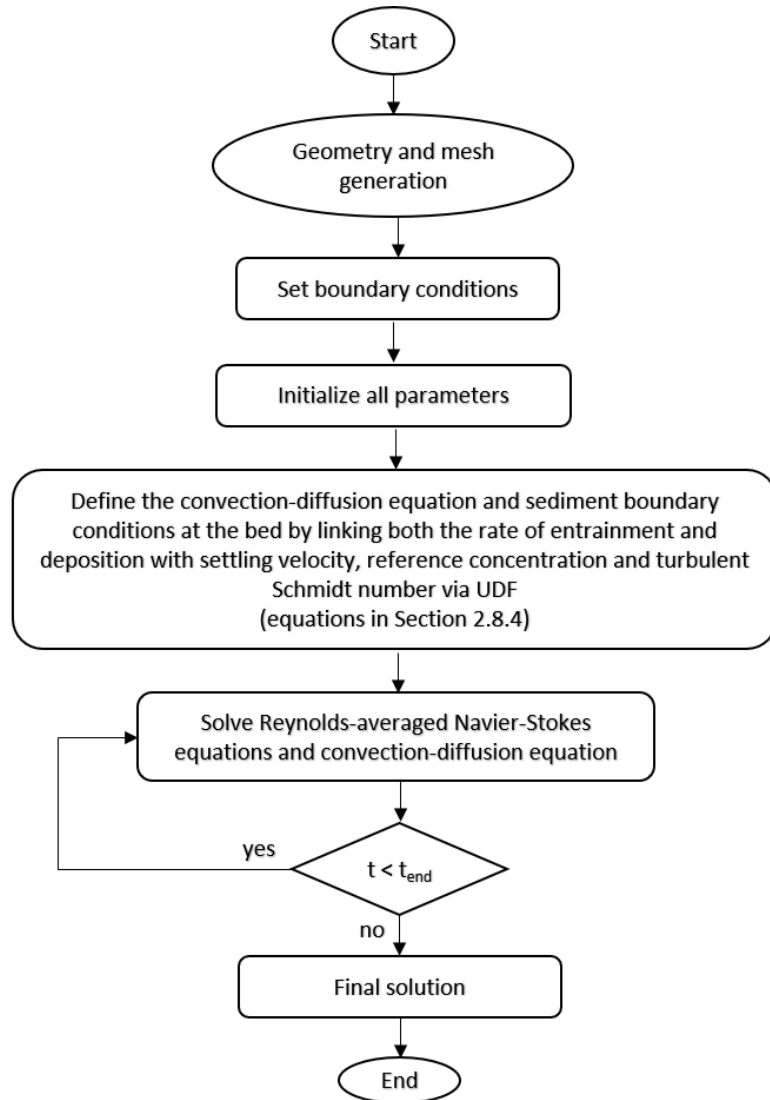 Start
Geometry and mesh
generation
Set boundary conditions
Initialize all parameters
Define the convection-diffusion equation and sediment boundary
conditions at the bed by linking both the rate of entrainment and
deposition with settling velocity, reference concentration and turbulent
Schmidt number via UDF
(equations in Section 2.8.4)
Solve Reynolds-averaged Navier-Stokes
equations and convection-diffusion equation
yes
t < tend
no
Final solution
End